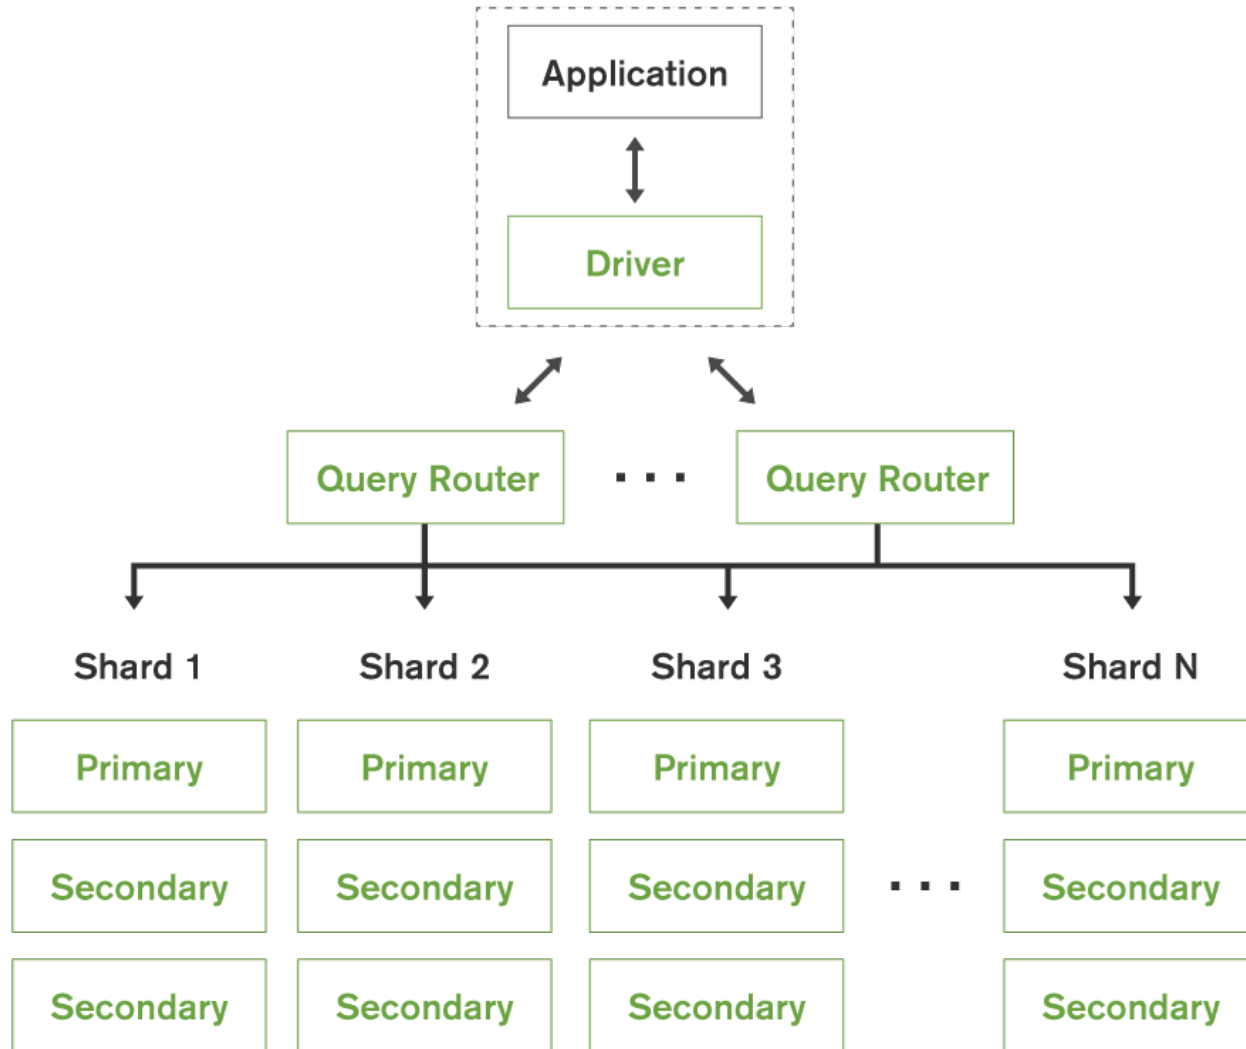 Application
Driver
Query Router ... Query Router
Shard 1 Shard 2 Shard 3 Shard N
Primary Primary Primary Primary
Secondary Secondary Secondary ... Secondary
Secondary Secondary Secondary Secondary